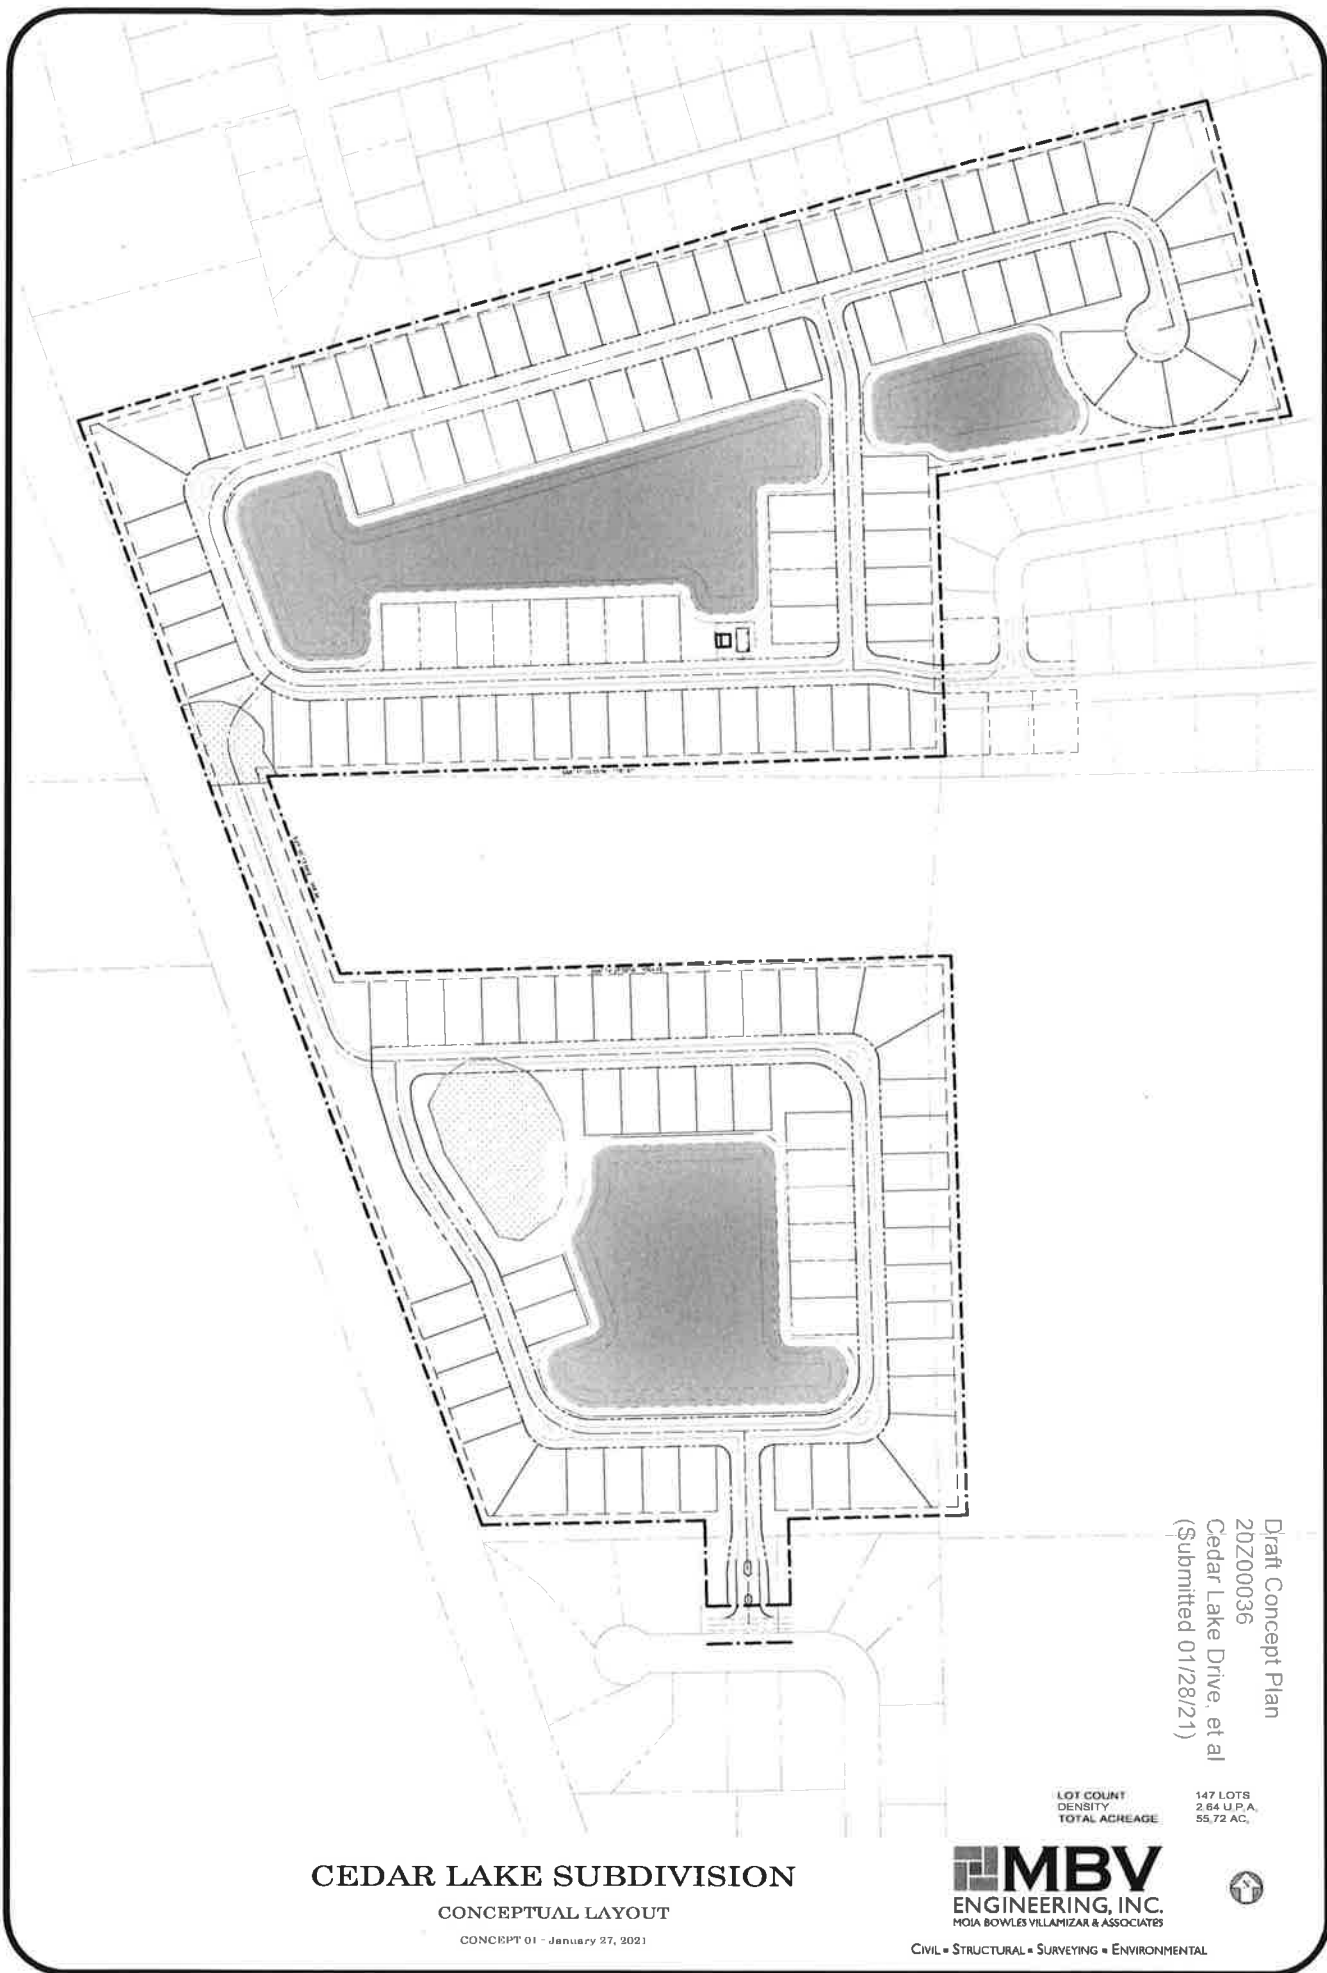 Draft Concept Plan
20Z00036
Cedar Lake Drive, et al
(Submitted 01/28/21)
LOT COUNT 147 LOTS
DENSITY 2.64 U.P.A.
TOTAL ACREAGE 55.72 AC.
CEDAR LAKE SUBDIVISION
CONCEPTUAL LAYOUT
CONCEPT 01 - January 27, 2021
MBV
ENGINEERING, INC.
MOIA BOWLES VILLAMIZAR & ASSOCIATES
CIVIL ▪ STRUCTURAL ▪ SURVEYING ▪ ENVIRONMENTAL
N